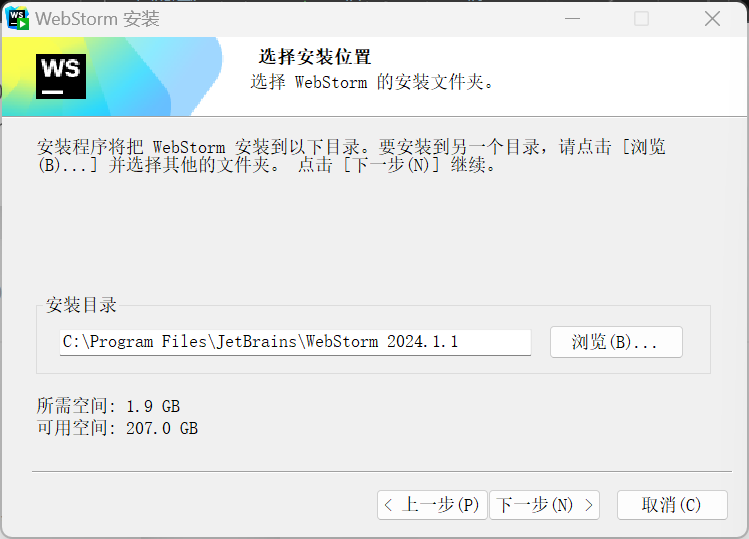 WebStorm 安装
WS
选择安装位置
选择 WebStorm 的安装文件夹。
安装程序将把 WebStorm 安装到以下目录。要安装到另一个目录，请点击 [浏览
(B)...] 并选择其他的文件夹。 点击 [下一步(N)] 继续。
安装目录
C:\Program Files\JetBrains\WebStorm 2024.1.1
浏览(B)...
所需空间: 1.9 GB
可用空间: 207.0 GB
< 上一步(P) 下一步(N) > 取消(C)